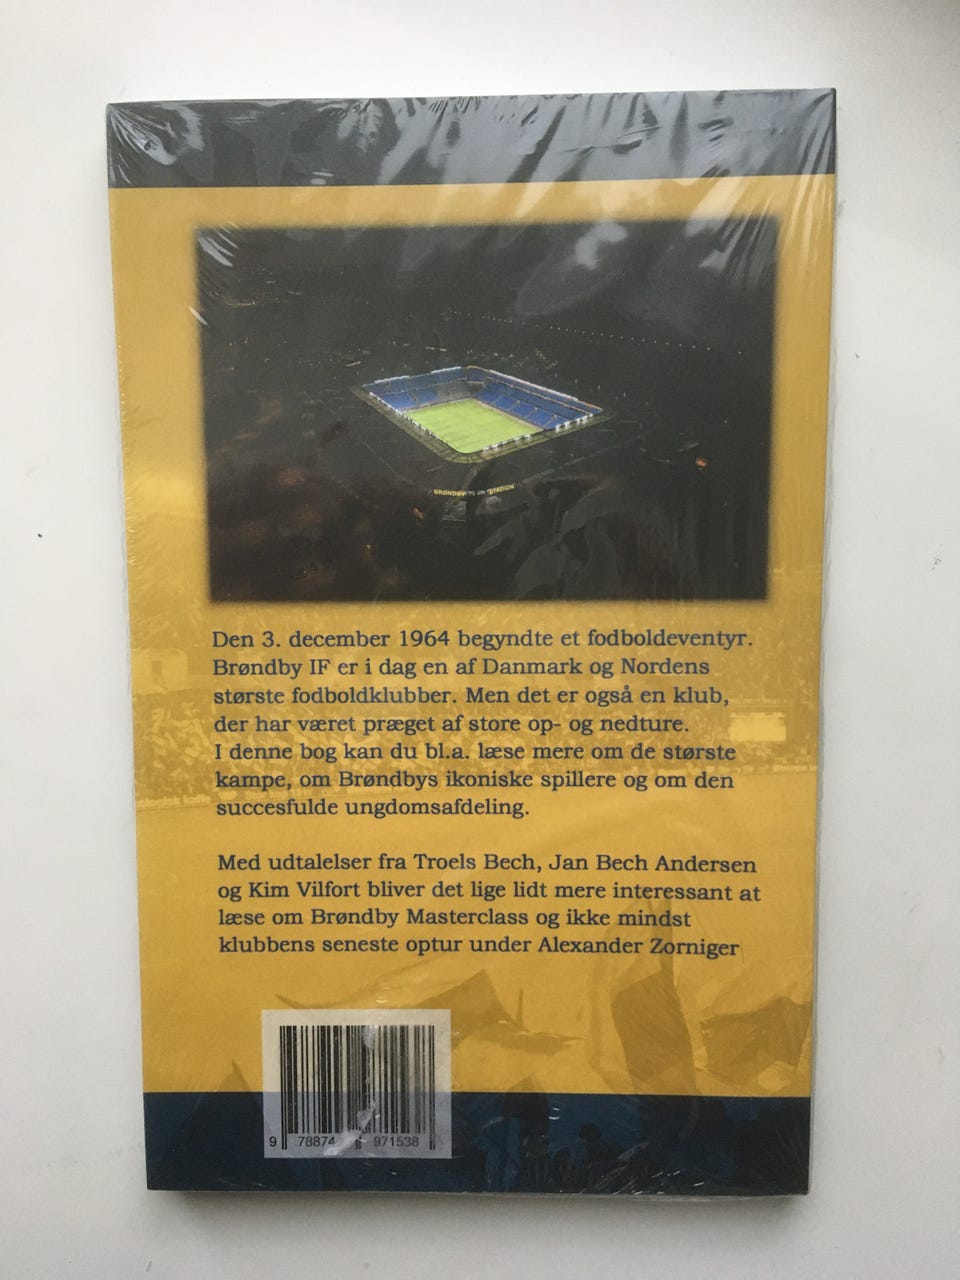 BRØNDBY STADION
Den 3. december 1964 begyndte et fodboldeventyr.
Brøndby IF er i dag en af Danmark og Nordens
største fodboldklubber. Men det er også en klub,
der har været præget af store op- og nedture.
I denne bog kan du bl.a. læse mere om de største
kampe, om Brøndbys ikoniske spillere og om den
succesfulde ungdomsafdeling.
Med udtalelser fra Troels Bech, Jan Bech Andersen
og Kim Vilfort bliver det lige lidt mere interessant at
læse om Brøndby Masterclass og ikke mindst
klubbens seneste optur under Alexander Zorniger
9 78874 971538